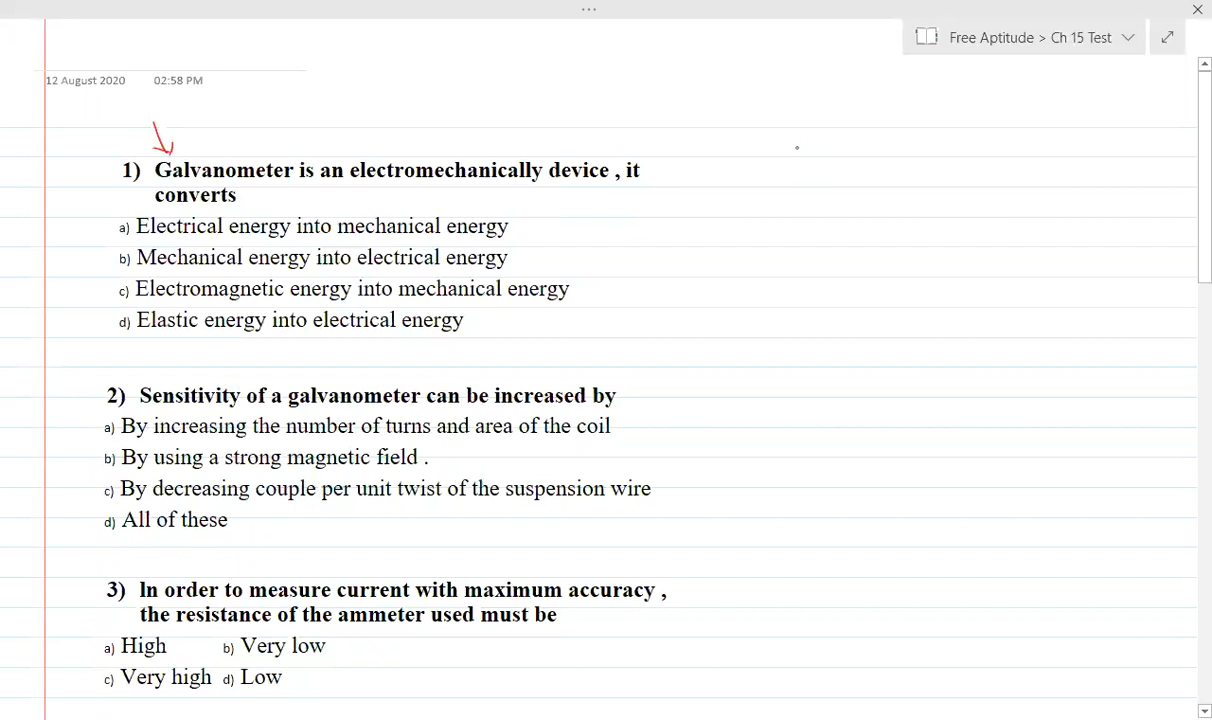 Free Aptitude > Ch 15 Test
12 August 2020 02:58 PM
1) Galvanometer is an electromechanically device , it
converts
a) Electrical energy into mechanical energy
b) Mechanical energy into electrical energy
c) Electromagnetic energy into mechanical energy
d) Elastic energy into electrical energy
2) Sensitivity of a galvanometer can be increased by
a) By increasing the number of turns and area of the coil
b) By using a strong magnetic field .
c) By decreasing couple per unit twist of the suspension wire
d) All of these
3) In order to measure current with maximum accuracy ,
the resistance of the ammeter used must be
a) High b) Very low
c) Very high d) Low